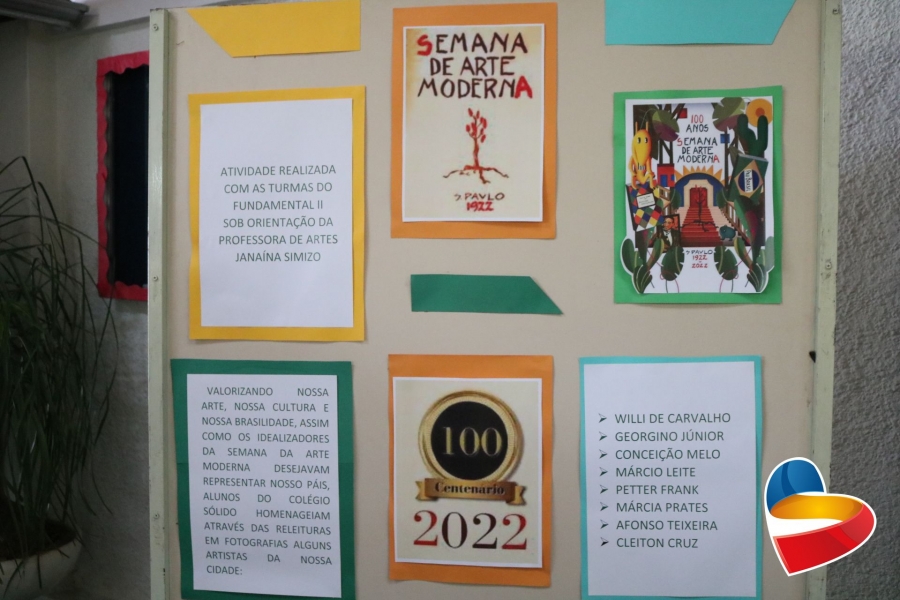 SEMANA
DE ARTE
MODERNA
S PAVLO
1922
ATIVIDADE REALIZADA
COM AS TURMAS DO
FUNDAMENTAL II
SOB ORIENTAÇÃO DA
PROFESSORA DE ARTES
JANAÍNA SIMIZO
100
ANOS
SEMANA
DE ARTE
MODERNA
S PAVLO
1922
2022
VALORIZANDO NOSSA
ARTE, NOSSA CULTURA E
NOSSA BRASILIDADE, ASSIM
COMO OS IDEALIZADORES
DA SEMANA DA ARTE
MODERNA DESEJAVAM
REPRESENTAR NOSSO PÁIS,
ALUNOS DO COLÉGIO
SÓLIDO HOMENAGEIAM
ATRAVÉS DAS RELEITURAS
EM FOTOGRAFIAS ALGUNS
ARTISTAS DA NOSSA
CIDADE:
100
Centenario
2022
WILLI DE CARVALHO
GEORGINO JÚNIOR
CONCEIÇÃO MELO
MÁRCIO LEITE
PETTER FRANK
MÁRCIA PRATES
AFONSO TEIXEIRA
CLEITON CRUZ